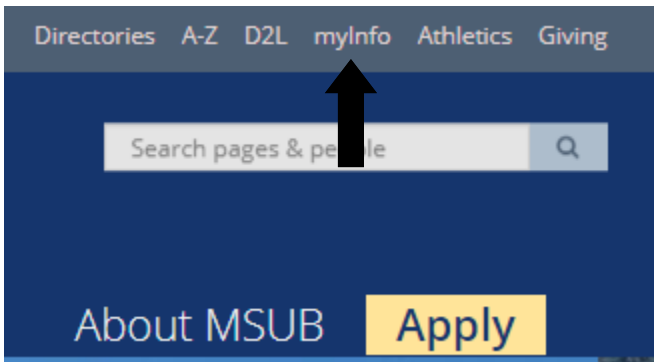 Directories A-Z D2L myInfo Athletics Giving
Search pages & people
About MSUB Apply